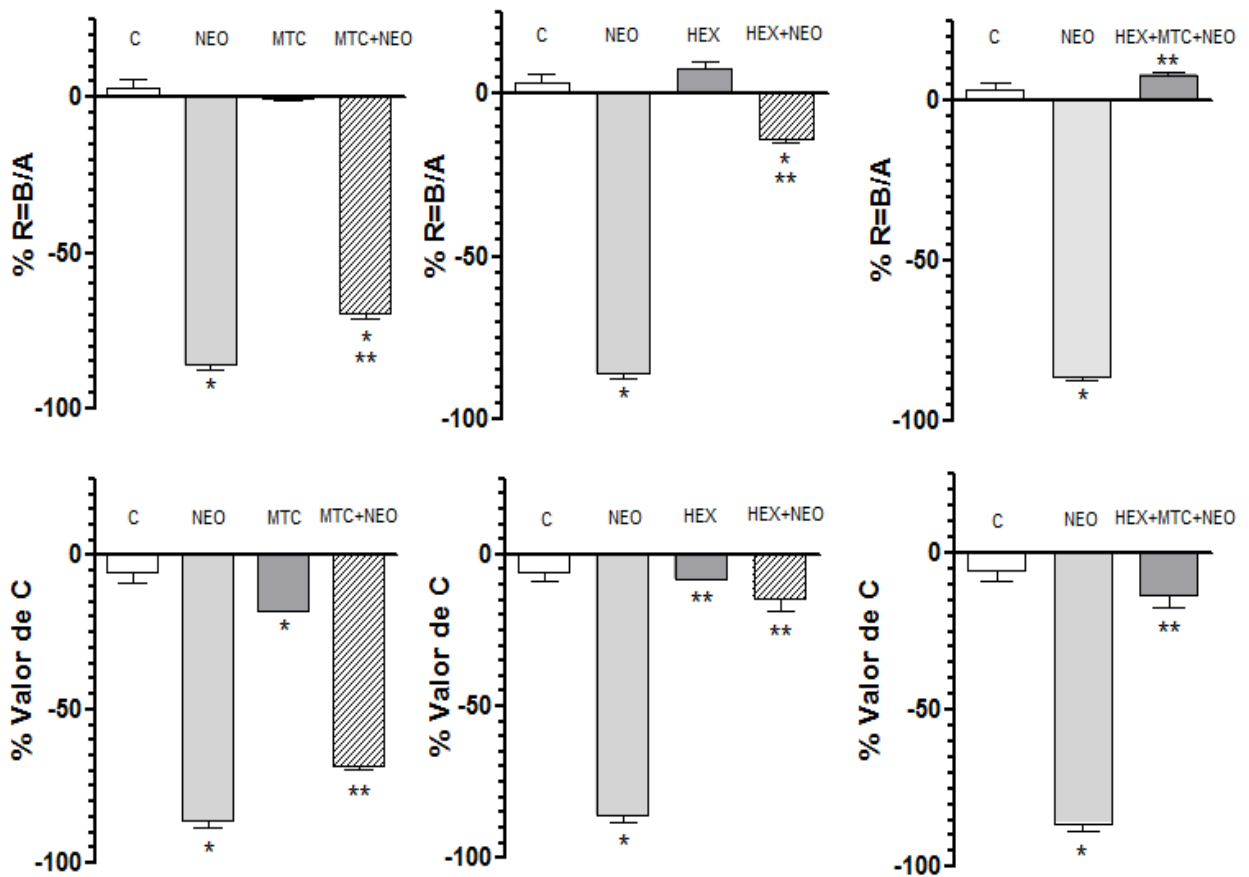 C NEO MTC MTC+NEO
% R=B/A
0
-50
-100
*
*
**
C NEO HEX HEX+NEO
% R=B/A
0
-50
-100
*
*
**
C NEO HEX+MTC+NEO
**
% R=B/A
0
-50
-100
*
C NEO MTC MTC+NEO
% Valor de C
0
-50
-100
*
*
**
C NEO HEX HEX+NEO
% Valor de C
0
-50
-100
*
**
**
C NEO HEX+MTC+NEO
% Valor de C
0
-50
-100
*
**